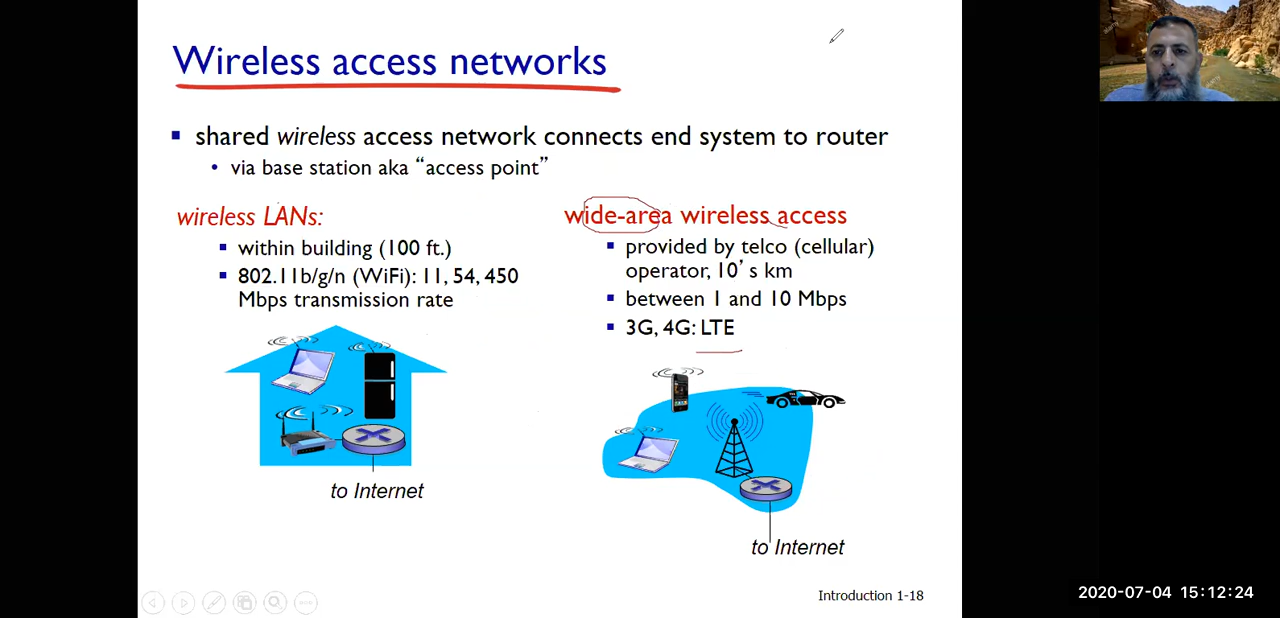 Wireless access networks
shared wireless access network connects end system to router
via base station aka “access point”
wireless LANs:
within building (100 ft.)
802.11b/g/n (WiFi): 11, 54, 450
Mbps transmission rate
to Internet
wide-area wireless access
provided by telco (cellular)
operator, 10’ s km
between 1 and 10 Mbps
3G, 4G: LTE
to Internet
Introduction 1-18
2020-07-04 15:12:24